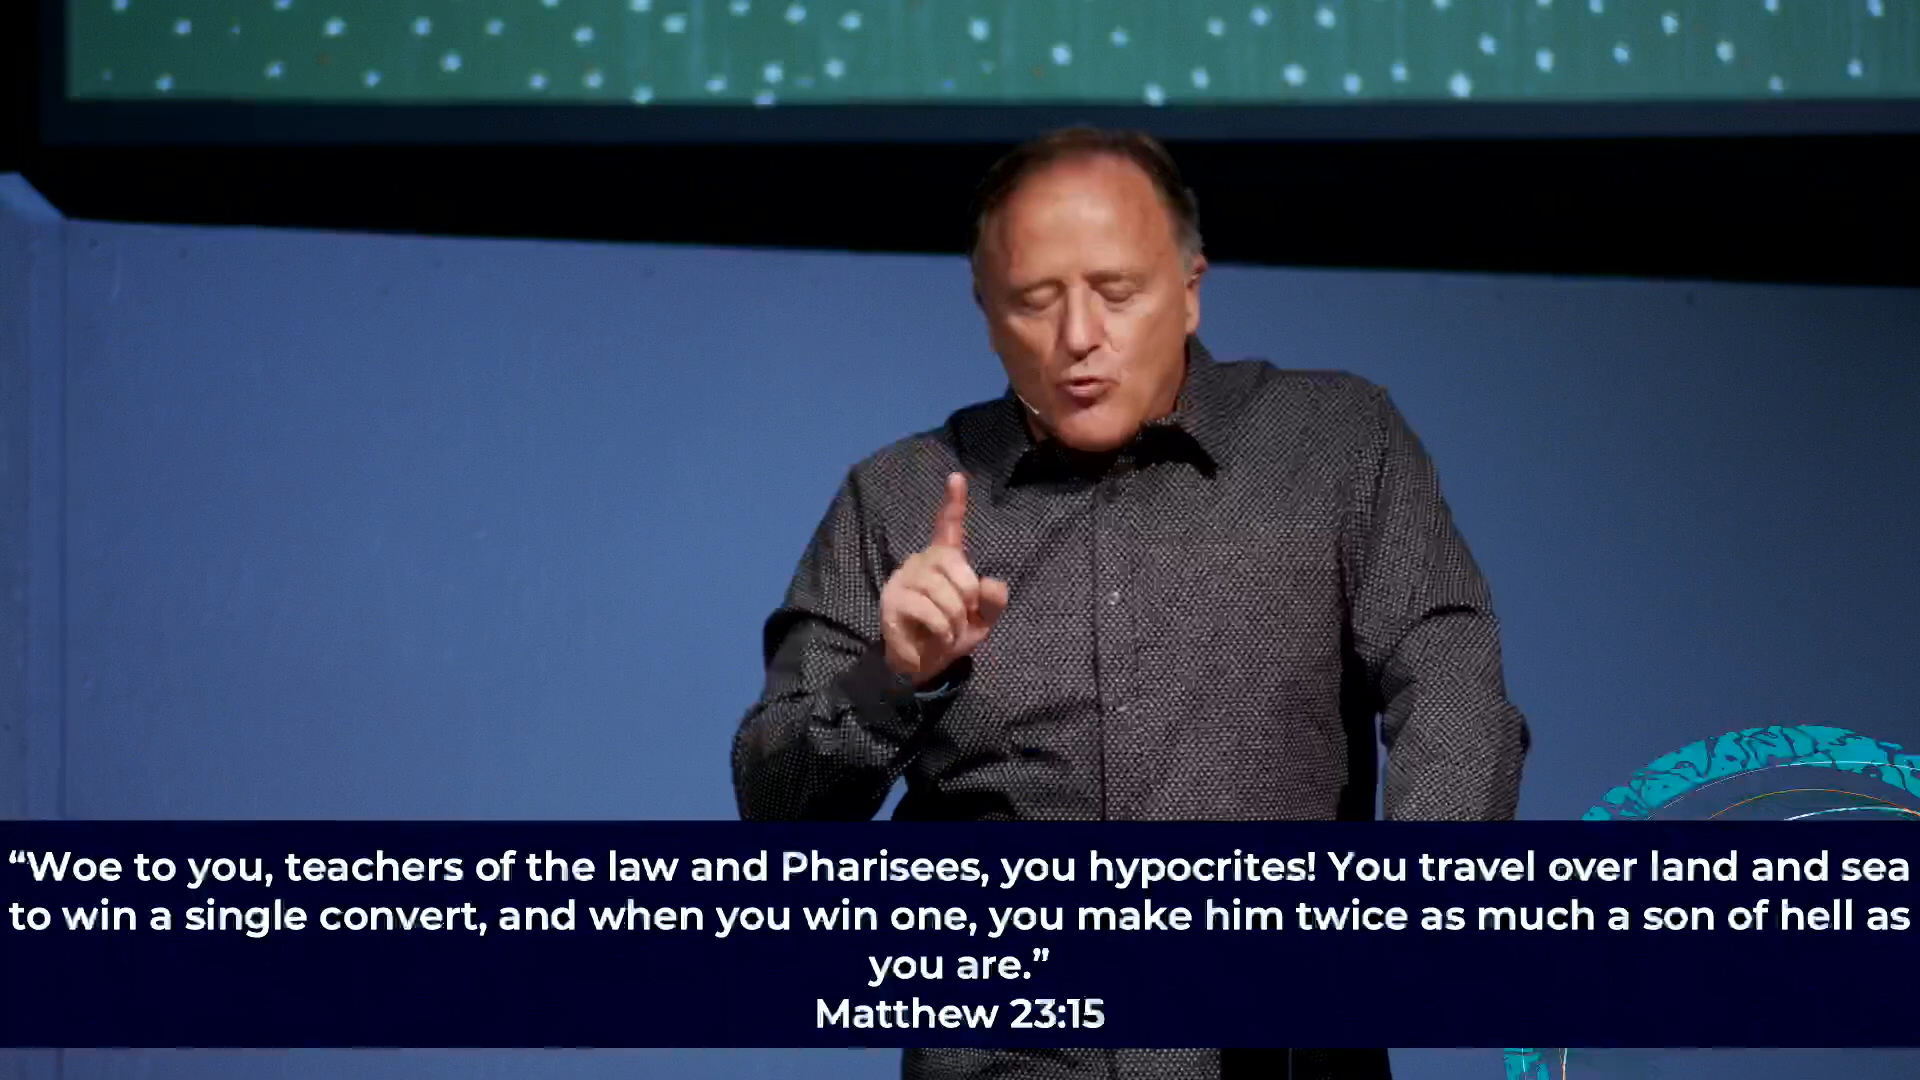 “Woe to you, teachers of the law and Pharisees, you hypocrites! You travel over land and sea
to win a single convert, and when you win one, you make him twice as much a son of hell as
you are.”
Matthew 23:15